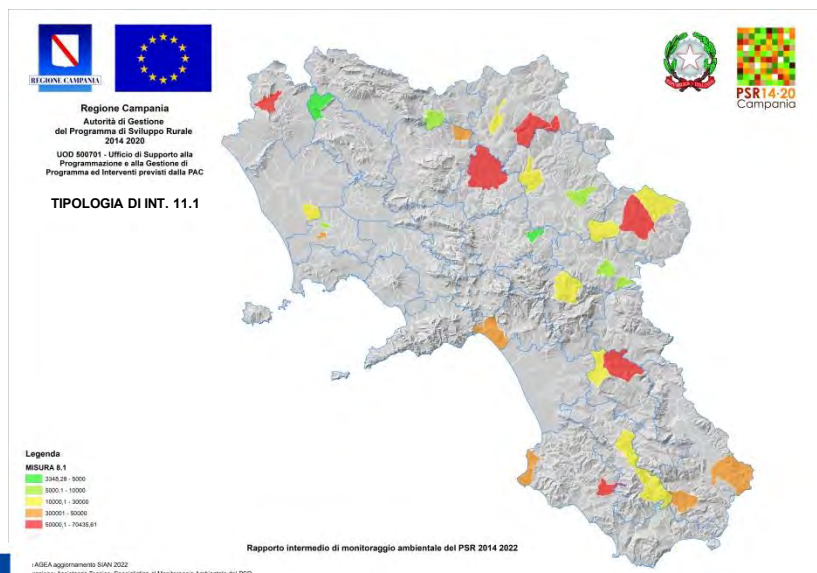 REGIONE CAMPANIA
PSR14·20
Campania
Regione Campania
Autorità di Gestione
del Programma di Sviluppo Rurale
2014 2020
UOD 500701 - Ufficio di Supporto alla
Programmazione e alla Gestione di
Programma ed Interventi previsti dalla PAC
TIPOLOGIA DI INT. 11.1
Legenda
MISURA 8.1
3348,28 - 5000
5000,1 - 10000
10000,1 - 30000
300001 - 50000
50000,1 - 70435,61
Rapporto intermedio di monitoraggio ambientale del PSR 2014 2022
AGEA aggiornamento SIAN 2022